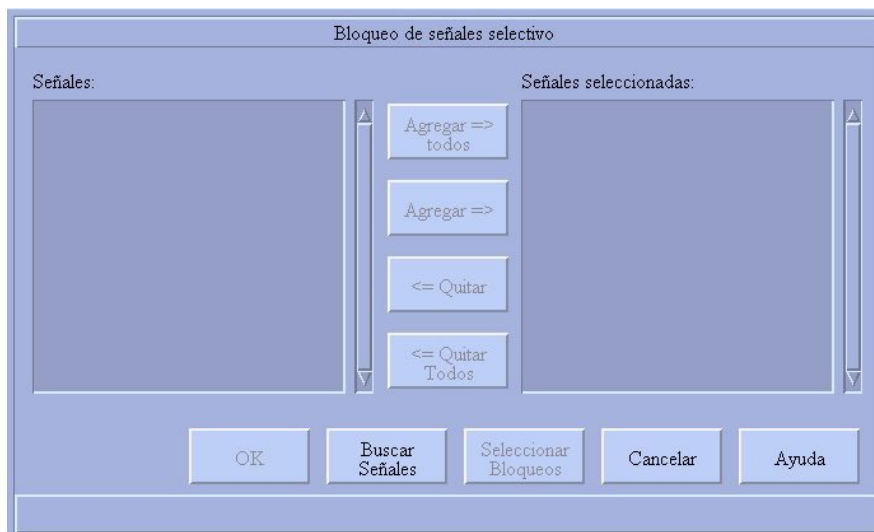 Bloqueo de señales selectivo
Señales:
Señales seleccionadas:
Agregar =>
todos
Agregar =>
<= Quitar
<= Quitar
Todos
OK
Buscar
Señales
Seleccionar
Bloqueos
Cancelar
Ayuda